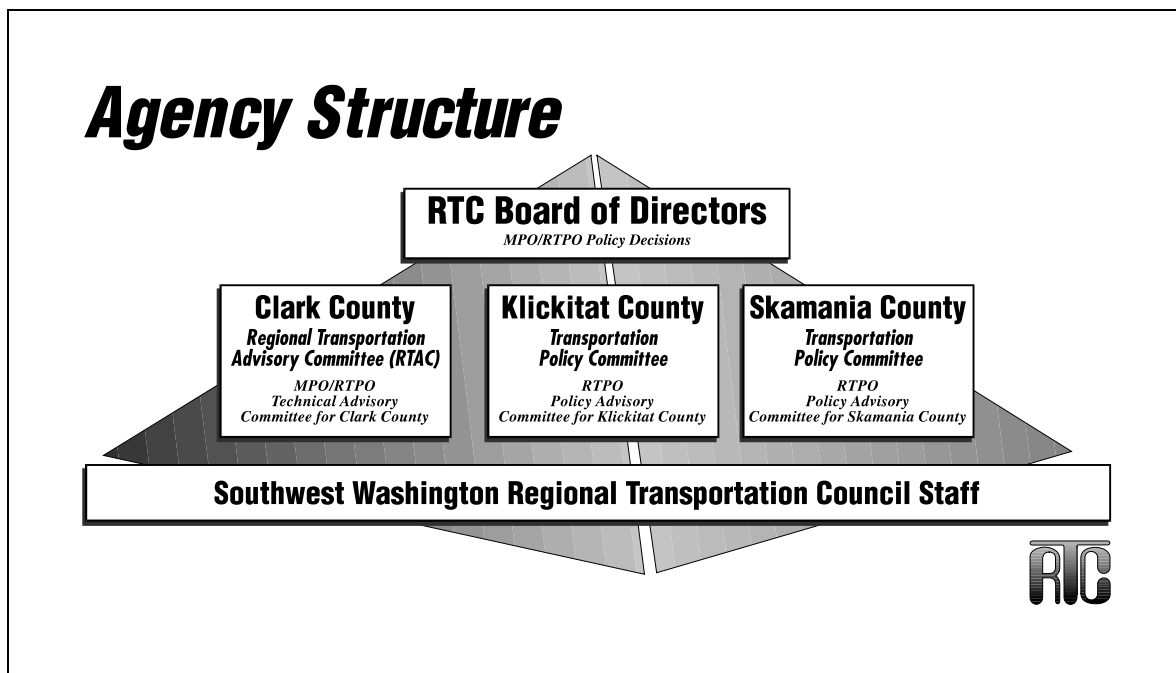 Agency Structure
RTC Board of Directors
MPO/RTPO Policy Decisions
Clark County
Regional Transportation
Advisory Committee (RTAC)
MPO/RTPO
Technical Advisory
Committee for Clark County
Klickitat County
Transportation
Policy Committee
RTPO
Policy Advisory
Committee for Klickitat County
Skamania County
Transportation
Policy Committee
RTPO
Policy Advisory
Committee for Skamania County
Southwest Washington Regional Transportation Council Staff
RTC